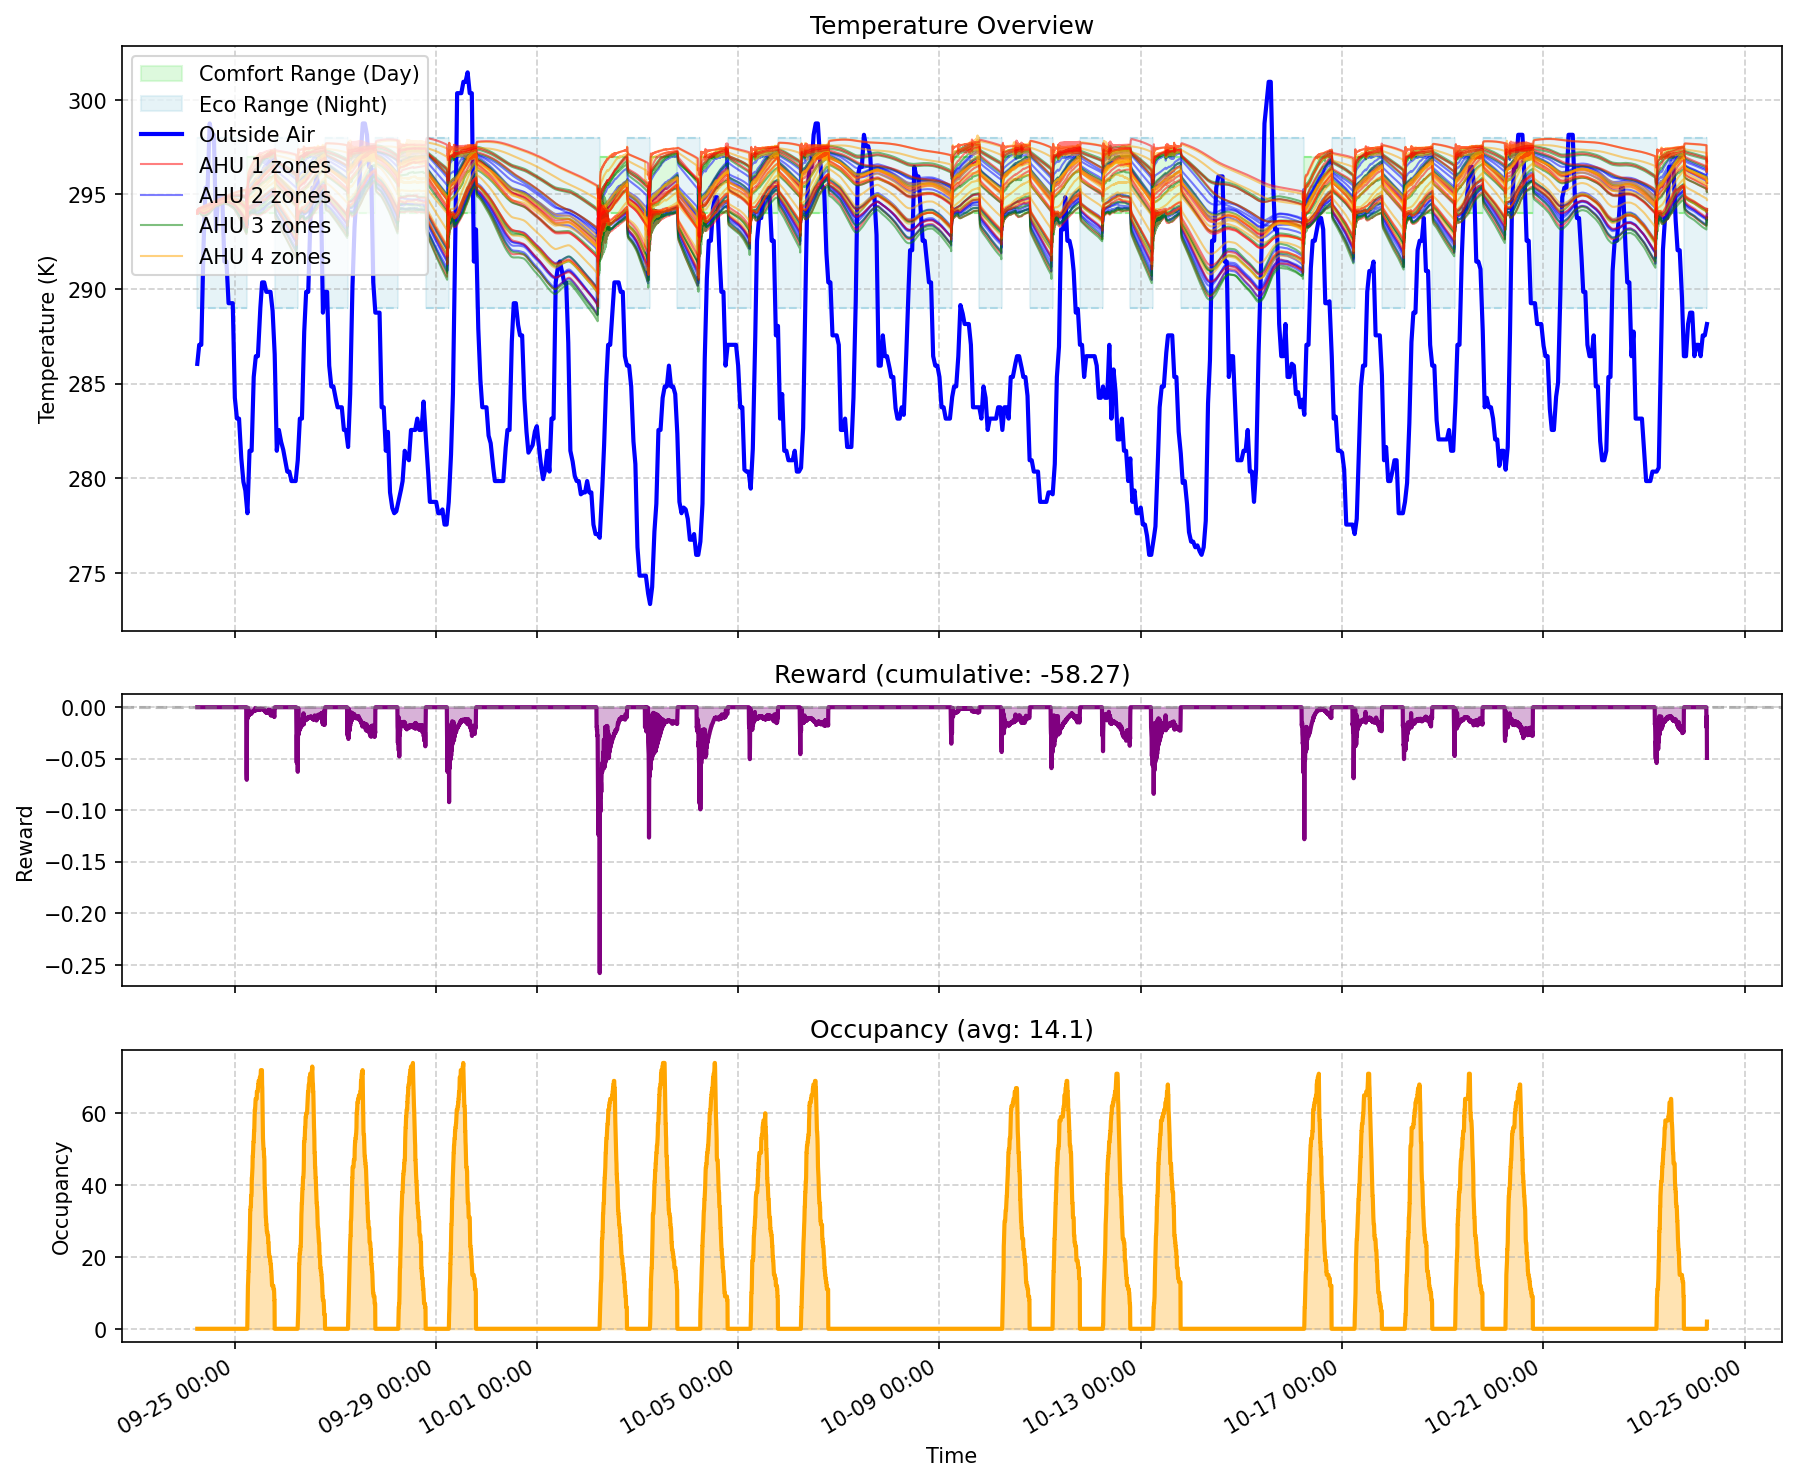 Temperature Overview
Comfort Range (Day)
Eco Range (Night)
Outside Air
AHU 1 zones
AHU 2 zones
AHU 3 zones
AHU 4 zones
Temperature (K)
300
295
290
285
280
275
Reward (cumulative: -58.27)
Reward
0.00
−0.05
−0.10
−0.15
−0.20
−0.25
Occupancy (avg: 14.1)
Occupancy
60
40
20
0
09-25 00:00
09-29 00:00
10-01 00:00
10-05 00:00
10-09 00:00
10-13 00:00
10-17 00:00
10-21 00:00
10-25 00:00
Time